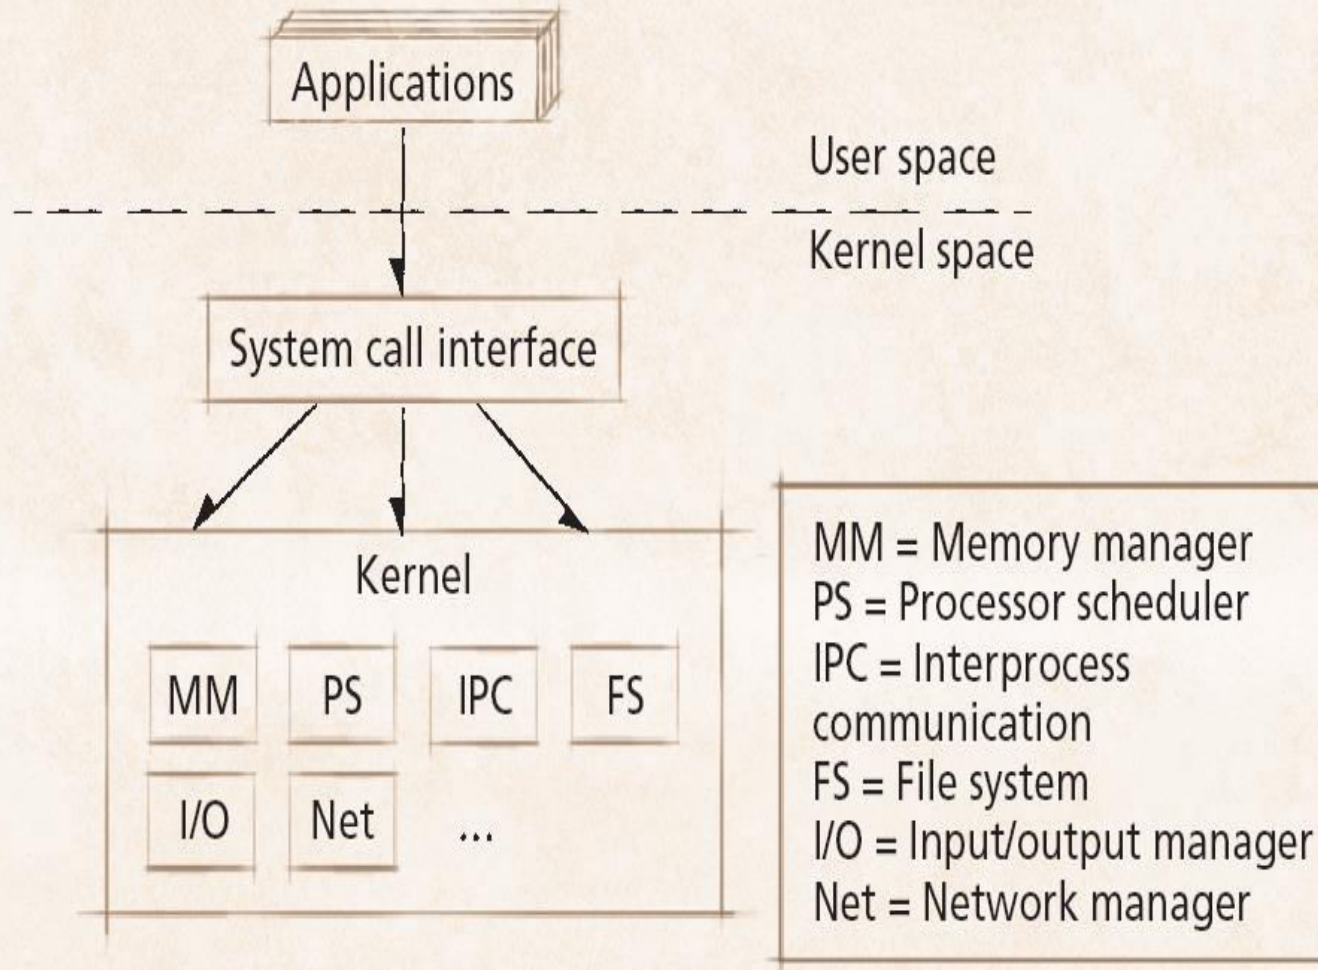 Applications
User space
Kernel space
System call interface
Kernel
MM PS IPC FS
I/O Net ...
MM = Memory manager
PS = Processor scheduler
IPC = Interprocess
communication
FS = File system
I/O = Input/output manager
Net = Network manager